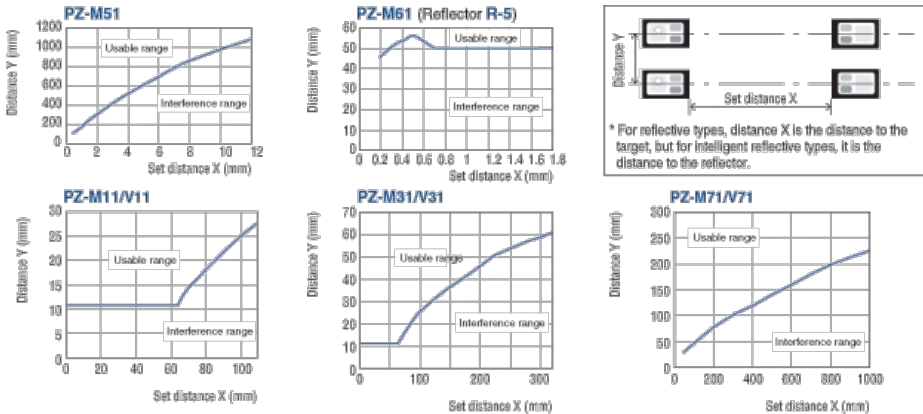 PZ-M51
Distance Y (mm)
1200
1000
800
600
400
200
0
Usable range
Interference range
0 2 4 6 8 10 12
Set distance X (mm)
PZ-M61 (Reflector R-5)
Distance Y (mm)
60
50
40
30
20
10
0
Usable range
Interference range
0 0.2 0.4 0.6 0.8 1 1.2 1.4 1.6 1.8
Set distance X (mm)
Distance Y
Set distance X
* For reflective types, distance X is the distance to the
target, but for intelligent reflective types, it is the
distance to the reflector.
PZ-M11/V11
Distance Y (mm)
30
25
20
15
10
5
0
Usable range
Interference range
0 20 40 60 80 100
Set distance X (mm)
PZ-M31/V31
Distance Y (mm)
70
60
50
40
30
20
10
Usable range
Interference range
0 100 200 300
Set distance X (mm)
PZ-M71/V71
Distance Y (mm)
300
250
200
150
100
50
0
Usable range
Interference range
0 200 400 600 800 1000
Set distance X (mm)